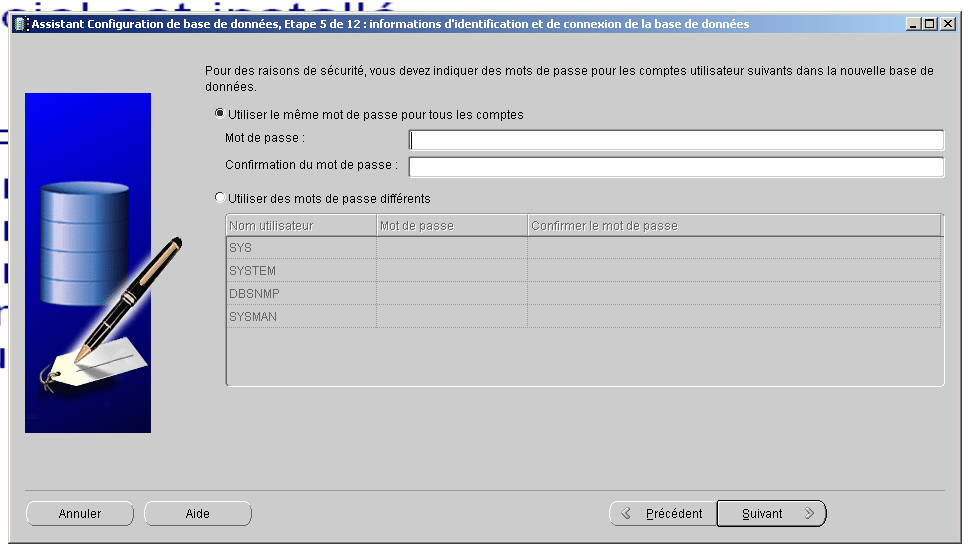 ciel est installé
Assistant Configuration de base de données, Etape 5 de 12 : informations d'identification et de connexion de la base de données
Pour des raisons de sécurité, vous devez indiquer des mots de passe pour les comptes utilisateur suivants dans la nouvelle base de
données.
Utiliser le même mot de passe pour tous les comptes
Mot de passe :
Confirmation du mot de passe :
Utiliser des mots de passe différents
Nom utilisateur Mot de passe Confirmer le mot de passe
SYS
SYSTEM
DBSNMP
SYSMAN
Annuler Aide Précédent Suivant